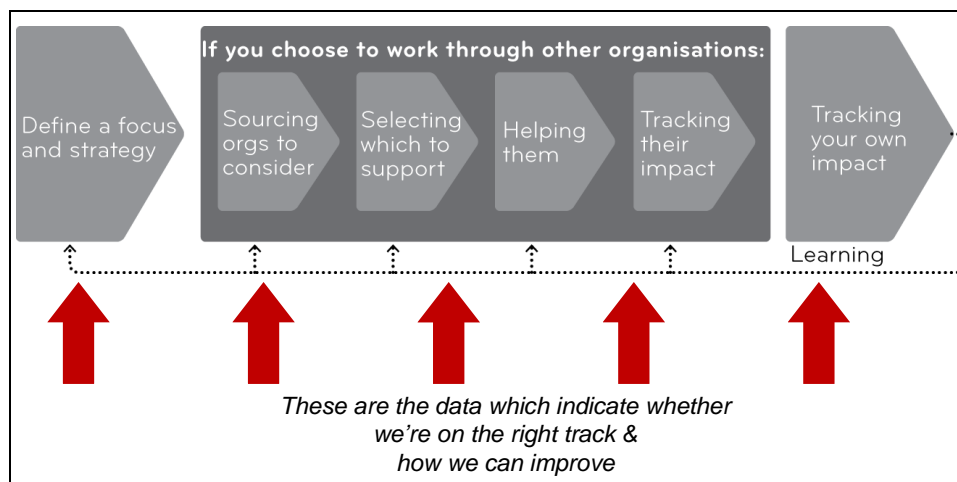 If you choose to work through other organisations:
Define a focus
and strategy
Sourcing
orgs to
consider
Selecting
which to
support
Helping
them
Tracking
their
impact
Tracking
your own
impact
Learning
These are the data which indicate whether
we're on the right track &
how we can improve